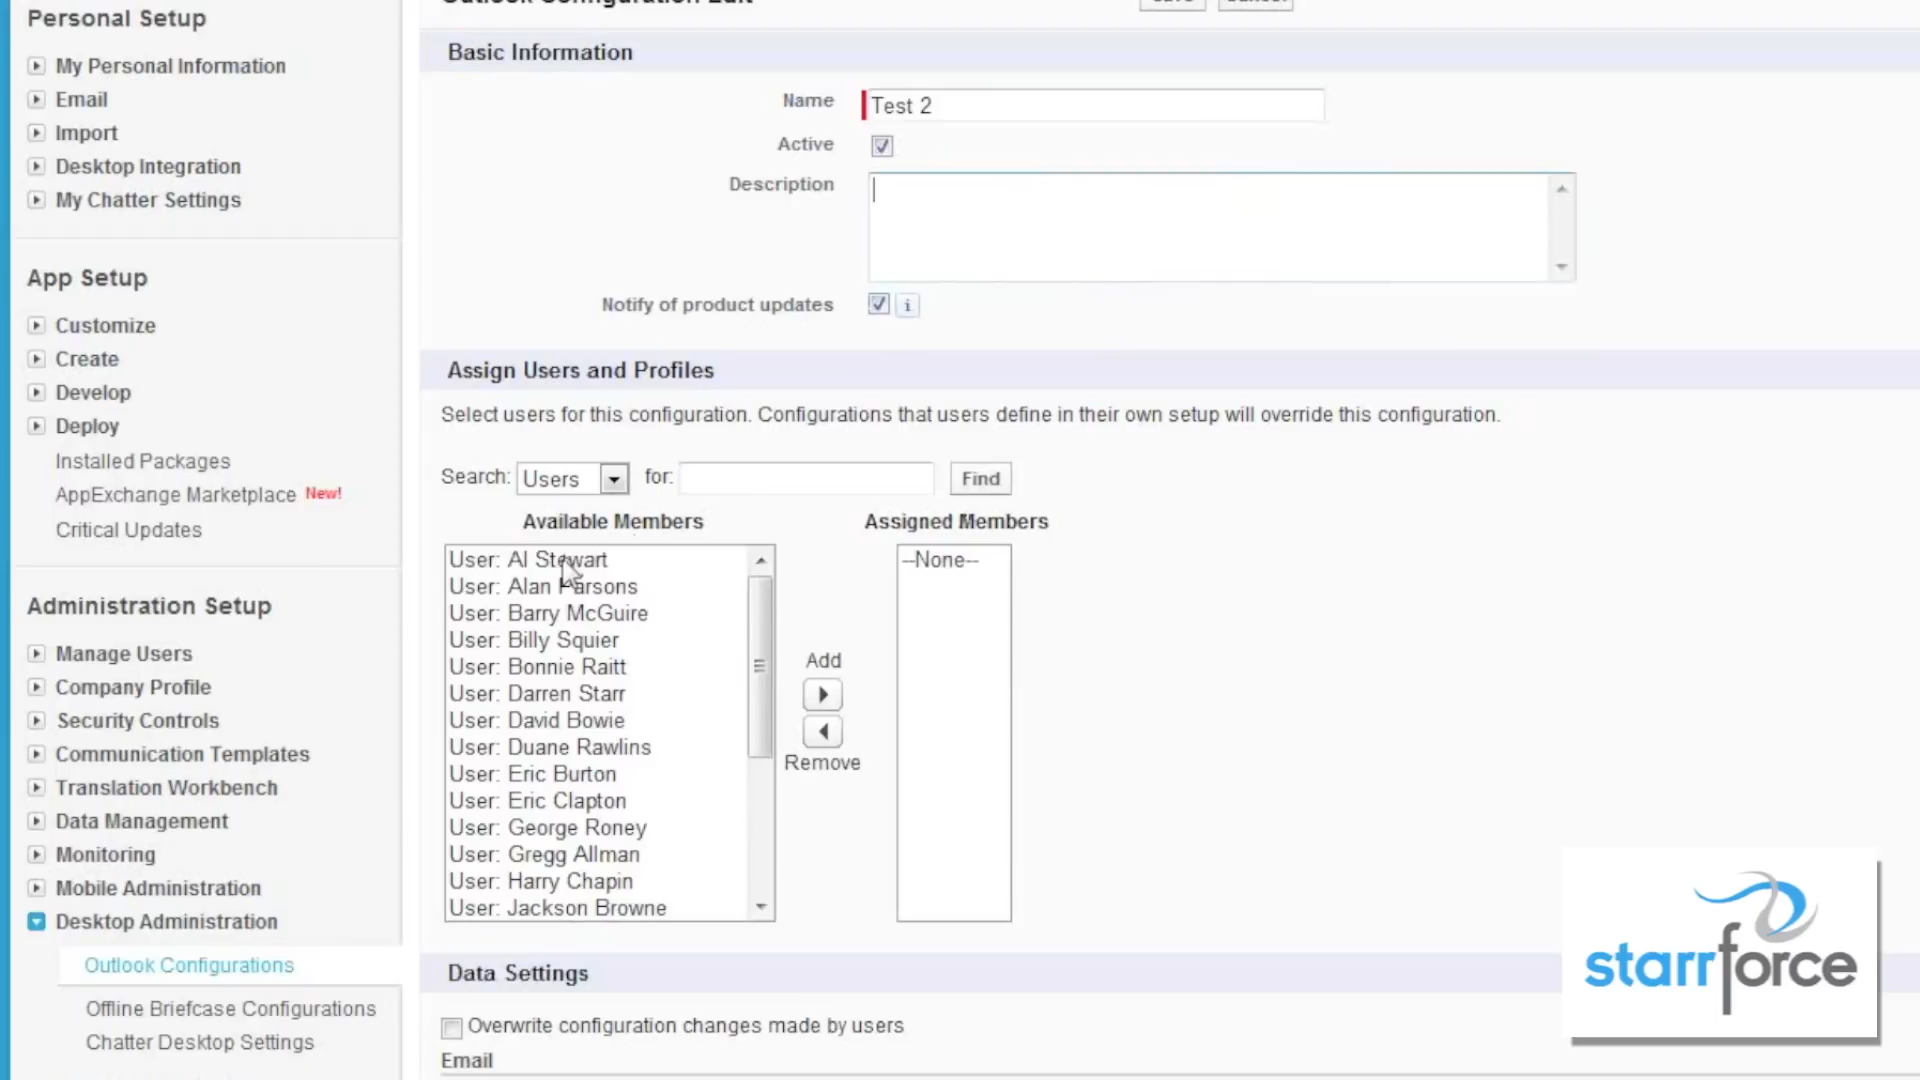 Personal Setup
My Personal Information
Email
Import
Desktop Integration
My Chatter Settings
App Setup
Customize
Create
Develop
Deploy
Installed Packages
AppExchange Marketplace New!
Critical Updates
Administration Setup
Manage Users
Company Profile
Security Controls
Communication Templates
Translation Workbench
Data Management
Monitoring
Mobile Administration
Desktop Administration
Outlook Configurations
Offline Briefcase Configurations
Chatter Desktop Settings
Outlook Configuration Edit Save Cancel
Basic Information
Name Test 2
Active
Description
Notify of product updates i
Assign Users and Profiles
Select users for this configuration. Configurations that users define in their own setup will override this configuration.
Search: Users for: Find
Available Members Assigned Members
User: Al Stewart --None--
User: Alan Parsons
User: Barry McGuire
User: Billy Squier
User: Bonnie Raitt
User: Darren Starr
User: David Bowie
User: Duane Rawlins
User: Eric Burton
User: Eric Clapton
User: George Roney
User: Gregg Allman
User: Harry Chapin
User: Jackson Browne
Add
Remove
Data Settings
Overwrite configuration changes made by users
Email
starrforce